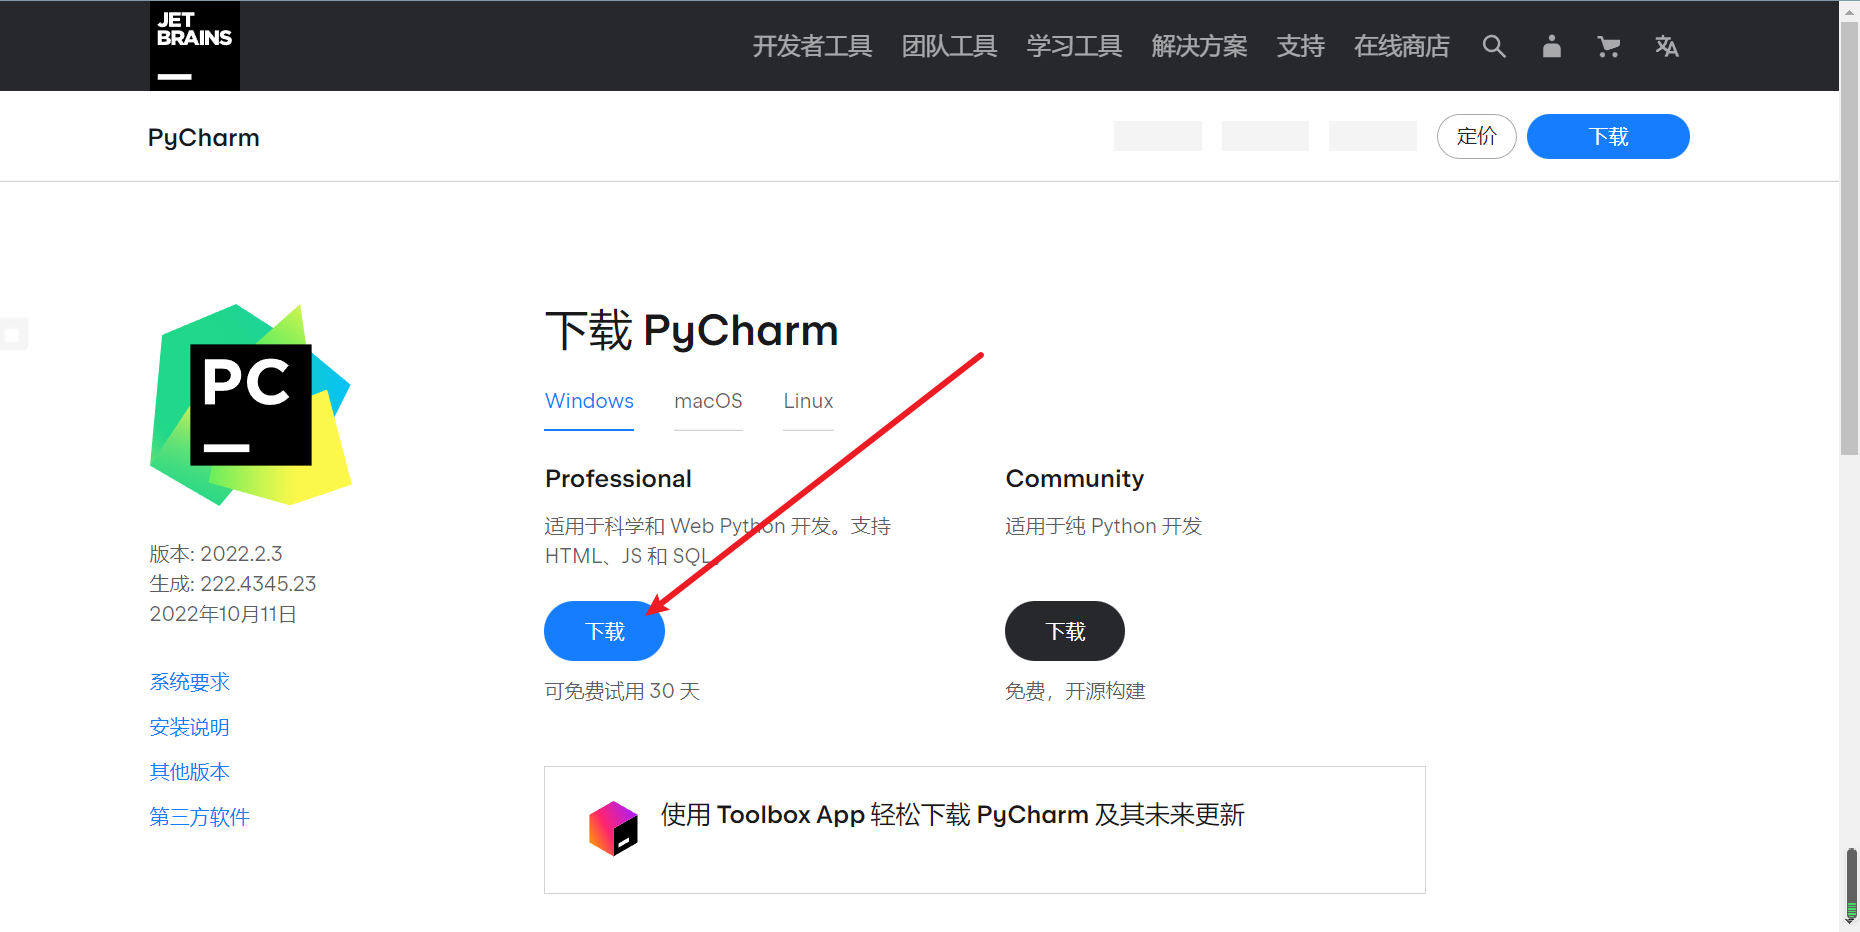 JET
BRAINS
开发者工具 团队工具 学习工具 解决方案 支持 在线商店
PyCharm
定价 下载
PC
下载 PyCharm
Windows macOS Linux
Professional
适用于科学和 Web Python 开发。支持
HTML、JS 和 SQL。
下载
可免费试用 30 天
Community
适用于纯 Python 开发
下载
免费，开源构建
版本: 2022.2.3
生成: 222.4345.23
2022年10月11日
系统要求
安装说明
其他版本
第三方软件
使用 Toolbox App 轻松下载 PyCharm 及其未来更新